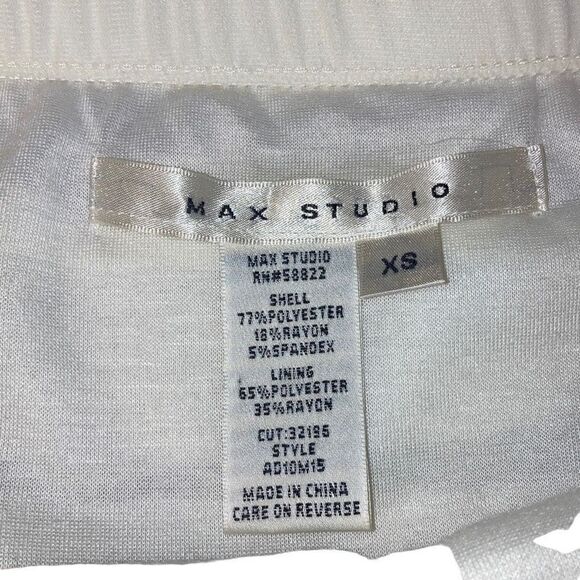 MAX STUDIO
XS
MAX STUDIO
RN#58822
SHELL
77%POLYESTER
18%RAYON
5%SPANDEX
LINING
65%POLYESTER
35%RAYON
CUT:32196
STYLE
AD10M15
MADE IN CHINA
CARE ON REVERSE